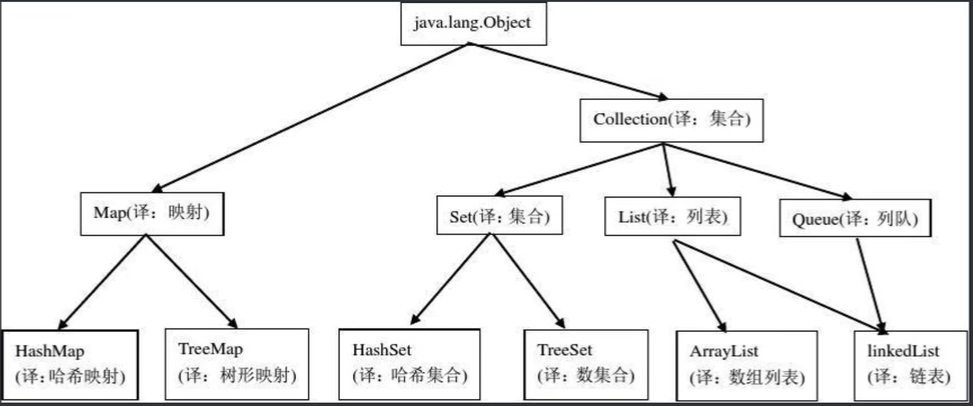 java.lang.Object
Collection(译：集合)
Map(译：映射)
Set(译：集合)
List(译：列表)
Queue(译：列队)
HashMap
(译：哈希映射)
TreeMap
(译：树形映射)
HashSet
(译：哈希集合)
TreeSet
(译：数集合)
ArrayList
(译：数组列表)
linkedList
(译：链表)